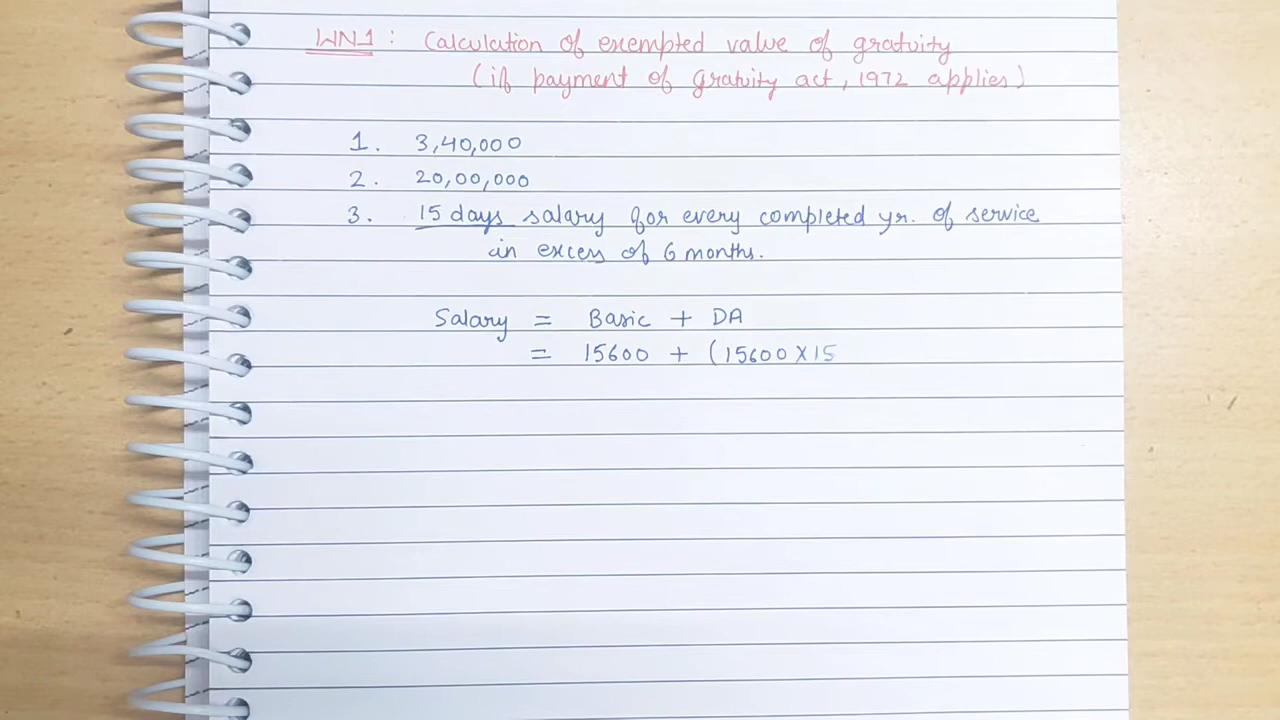 WN1 : Calculation of exempted value of gratuity
(if payment of gratuity act, 1972 applies)
1. 3,40,000
2. 20,00,000
3. 15 days salary for every completed yr. of service
in excess of 6 months.
Salary = Basic + DA
= 15600 + (15600 X 15